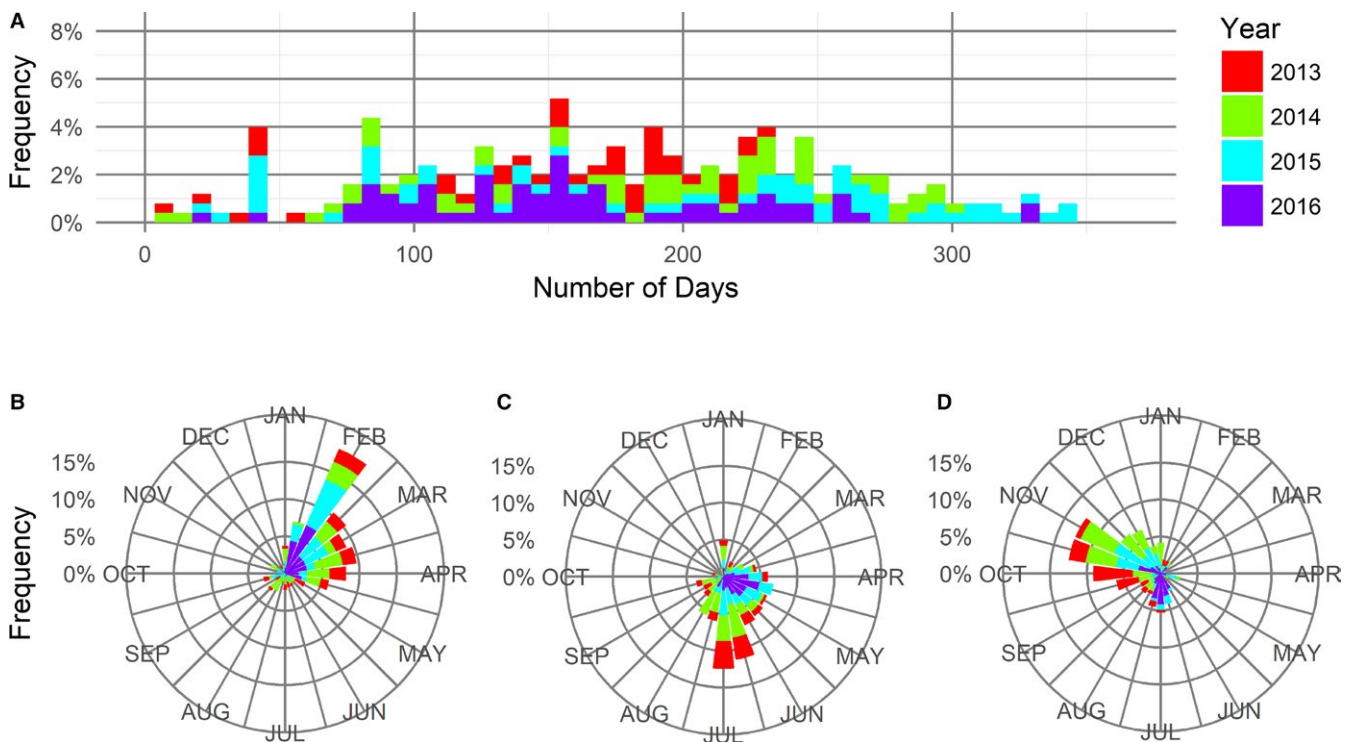 A
Frequency
8%
6%
4%
2%
0%
0
100
200
300
Number of Days
Year
2013
2014
2015
2016
B
Frequency
15%
10%
5%
0%
JAN
FEB
MAR
APR
MAY
JUN
JUL
AUG
SEP
OCT
NOV
DEC
C
15%
10%
5%
0%
JAN
FEB
MAR
APR
MAY
JUN
JUL
AUG
SEP
OCT
NOV
DEC
D
15%
10%
5%
0%
JAN
FEB
MAR
APR
MAY
JUN
JUL
AUG
SEP
OCT
NOV
DEC